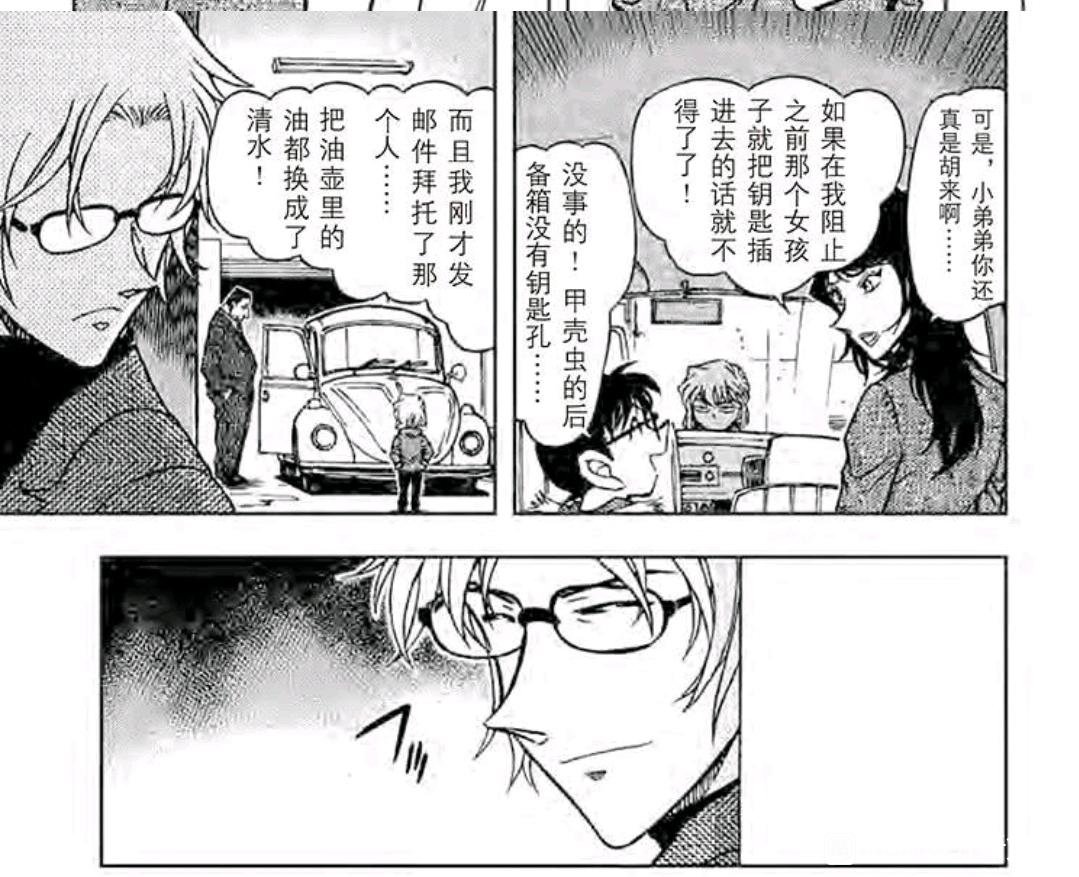 可是，小弟弟你还
真是胡来啊……
如果在我阻止
之前那个女孩
子就把钥匙插
进去的话就不
得了了！
没事的！甲壳虫的后
备箱没有钥匙孔……
而且我刚才发
邮件拜托了那
个人……
把油壶里的
油都换成了
清水！